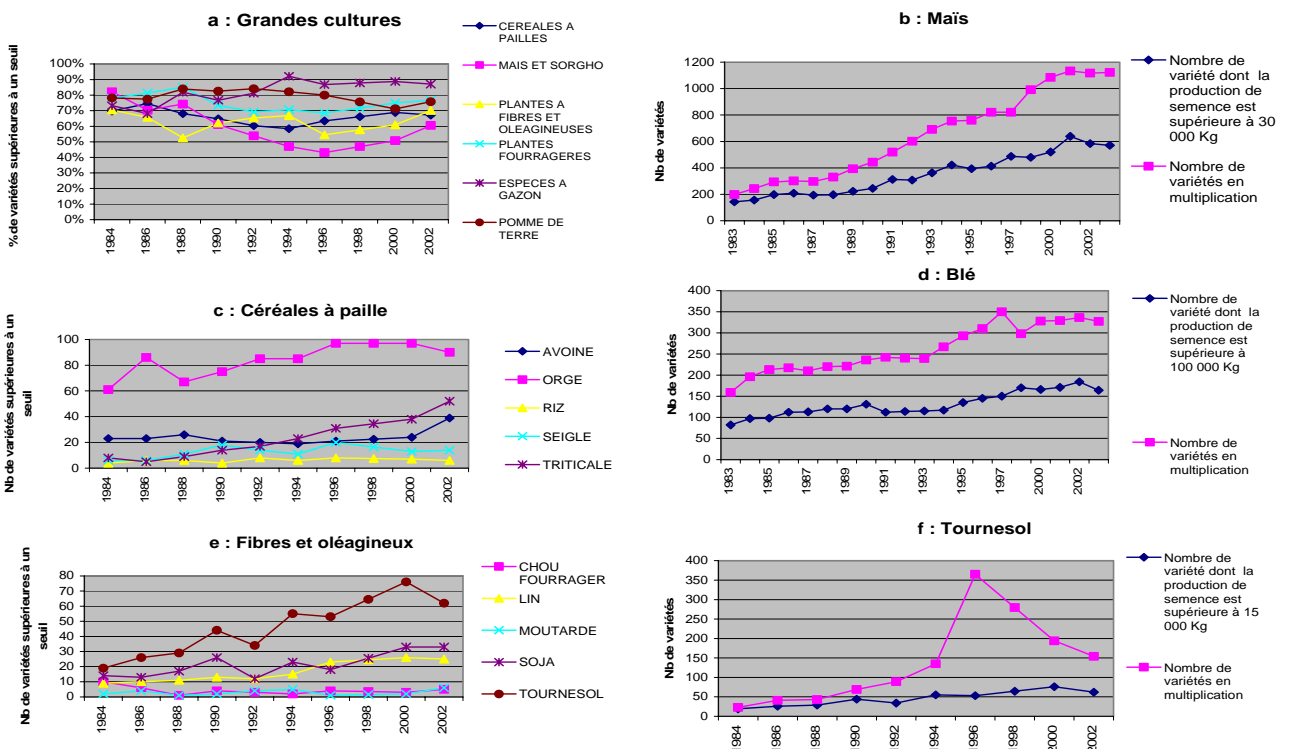 a : Grandes cultures
% de variétés supérieures à un seuil
100%
90%
80%
70%
60%
50%
40%
30%
20%
10%
0%
1984
1986
1988
1990
1992
1994
1996
1998
2000
2002
CEREALES A
PAILLES
MAIS ET SORGHO
PLANTES A
FIBRES ET
OLEAGINEUSES
PLANTES
FOURRAGERES
ESPECES A
GAZON
POMME DE
TERRE
b : Maïs
Nb de variétés
1200
1000
800
600
400
200
0
1983
1985
1987
1989
1991
1993
1995
1997
2000
2002
Nombre de
variété dont la
production de
semence est
supérieure à 30
000 Kg
Nombre de
variétés en
multiplication
c : Céréales à paille
Nb de variétés supérieures à un
seuil
100
80
60
40
20
0
1984
1986
1988
1990
1992
1994
1996
1998
2000
2002
AVOINE
ORGE
RIZ
SEIGLE
TRITICALE
d : Blé
Nb de variétés
400
350
300
250
200
150
100
50
0
1983
1985
1987
1989
1991
1993
1995
1997
2000
2002
Nombre de
variété dont la
production de
semence est
supérieure à
100 000 Kg
Nombre de
variétés en
multiplication
e : Fibres et oléagineux
Nb de variétés supérieures à un
seuil
80
70
60
50
40
30
20
10
0
1984
1986
1988
1990
1992
1994
1996
1998
2000
2002
CHOU
FOURRAGER
LIN
MOUTARDE
SOJA
TOURNESOL
f : Tournesol
Nb de variétés
400
350
300
250
200
150
100
50
0
1984
1986
1988
1990
1992
1994
1996
1998
2000
2002
Nombre de
variété dont la
production de
semence est
supérieure à 15
000 Kg
Nombre de
variétés en
multiplication